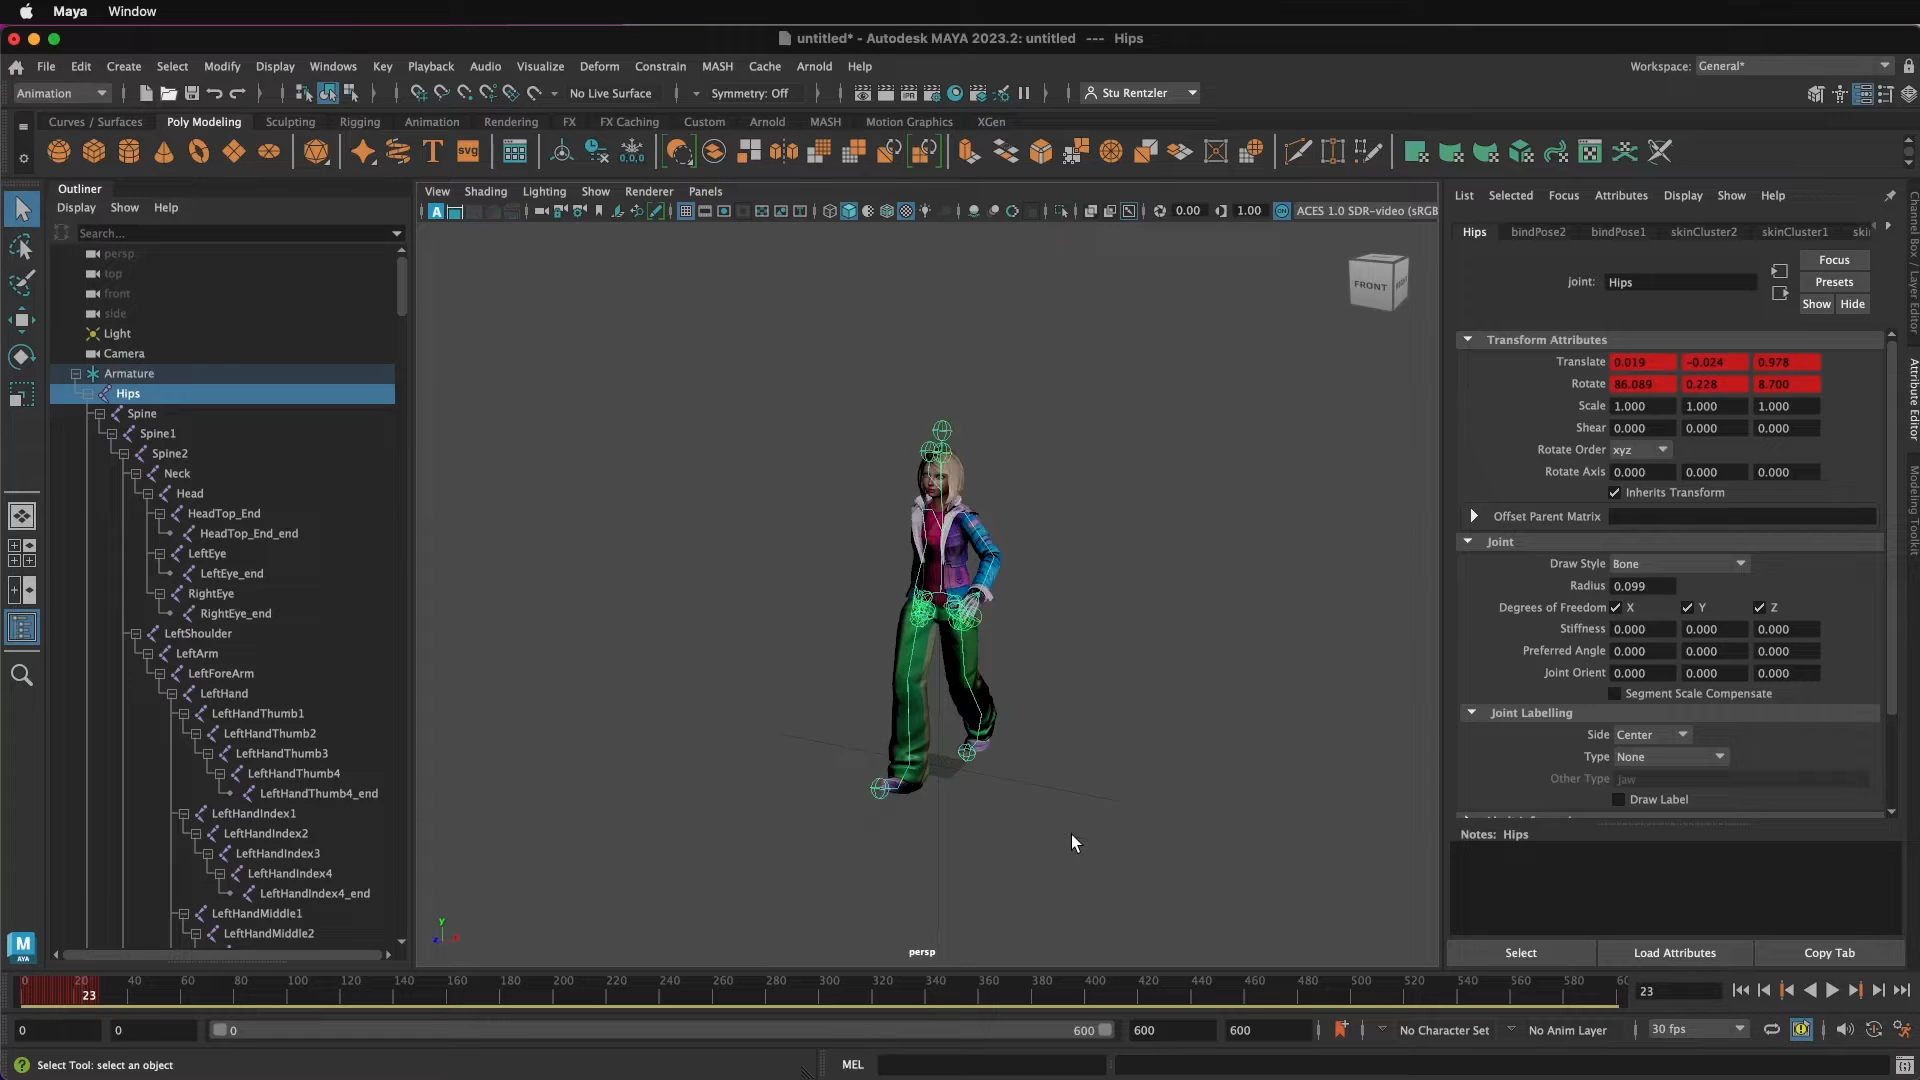 Maya Window
untitled* - Autodesk MAYA 2023.2: untitled --- Hips
File Edit Create Select Modify Display Windows Key Playback Audio Visualize Deform Constrain MASH Cache Arnold Help Workspace: General*
Animation No Live Surface Symmetry: Off Stu Rentzler
Curves / Surfaces Poly Modeling Sculpting Rigging Animation Rendering FX FX Caching Custom Arnold MASH Motion Graphics XGen
Outliner
Display Show Help
Search...
persp
top
front
side
Light
Camera
Armature
Hips
Spine
Spine1
Spine2
Neck
Head
HeadTop_End
HeadTop_End_end
LeftEye
LeftEye_end
RightEye
RightEye_end
LeftShoulder
LeftArm
LeftForeArm
LeftHand
LeftHandThumb1
LeftHandThumb2
LeftHandThumb3
LeftHandThumb4
LeftHandThumb4_end
LeftHandIndex1
LeftHandIndex2
LeftHandIndex3
LeftHandIndex4
LeftHandIndex4_end
LeftHandMiddle1
LeftHandMiddle2
View Shading Lighting Show Renderer Panels
0.00 1.00 ACES 1.0 SDR-video (sRGB
FRONT
persp
List Selected Focus Attributes Display Show Help
Hips bindPose2 bindPose1 skinCluster2 skinCluster1 ski
joint: Hips
Focus
Presets
Show Hide
Transform Attributes
Translate 0.019 -0.024 0.978
Rotate 86.089 0.228 8.700
Scale 1.000 1.000 1.000
Shear 0.000 0.000 0.000
Rotate Order xyz
Rotate Axis 0.000 0.000 0.000
Inherits Transform
Offset Parent Matrix
Joint
Draw Style Bone
Radius 0.099
Degrees of Freedom X Y Z
Stiffness 0.000 0.000 0.000
Preferred Angle 0.000 0.000 0.000
Joint Orient 0.000 0.000 0.000
Segment Scale Compensate
Joint Labelling
Side Center
Type None
Other Type Jaw
Draw Label
Notes: Hips
Select Load Attributes Copy Tab
Channel Box / Layer Editor
Attribute Editor
Modeling Toolkit
0 20 40 60 80 100 120 140 160 180 200 220 240 260 280 300 320 340 360 380 400 420 440 460 480 500 520 540 560 580 60
23 23
0 0 0 600 600 600 No Character Set No Anim Layer 30 fps
Select Tool: select an object MEL